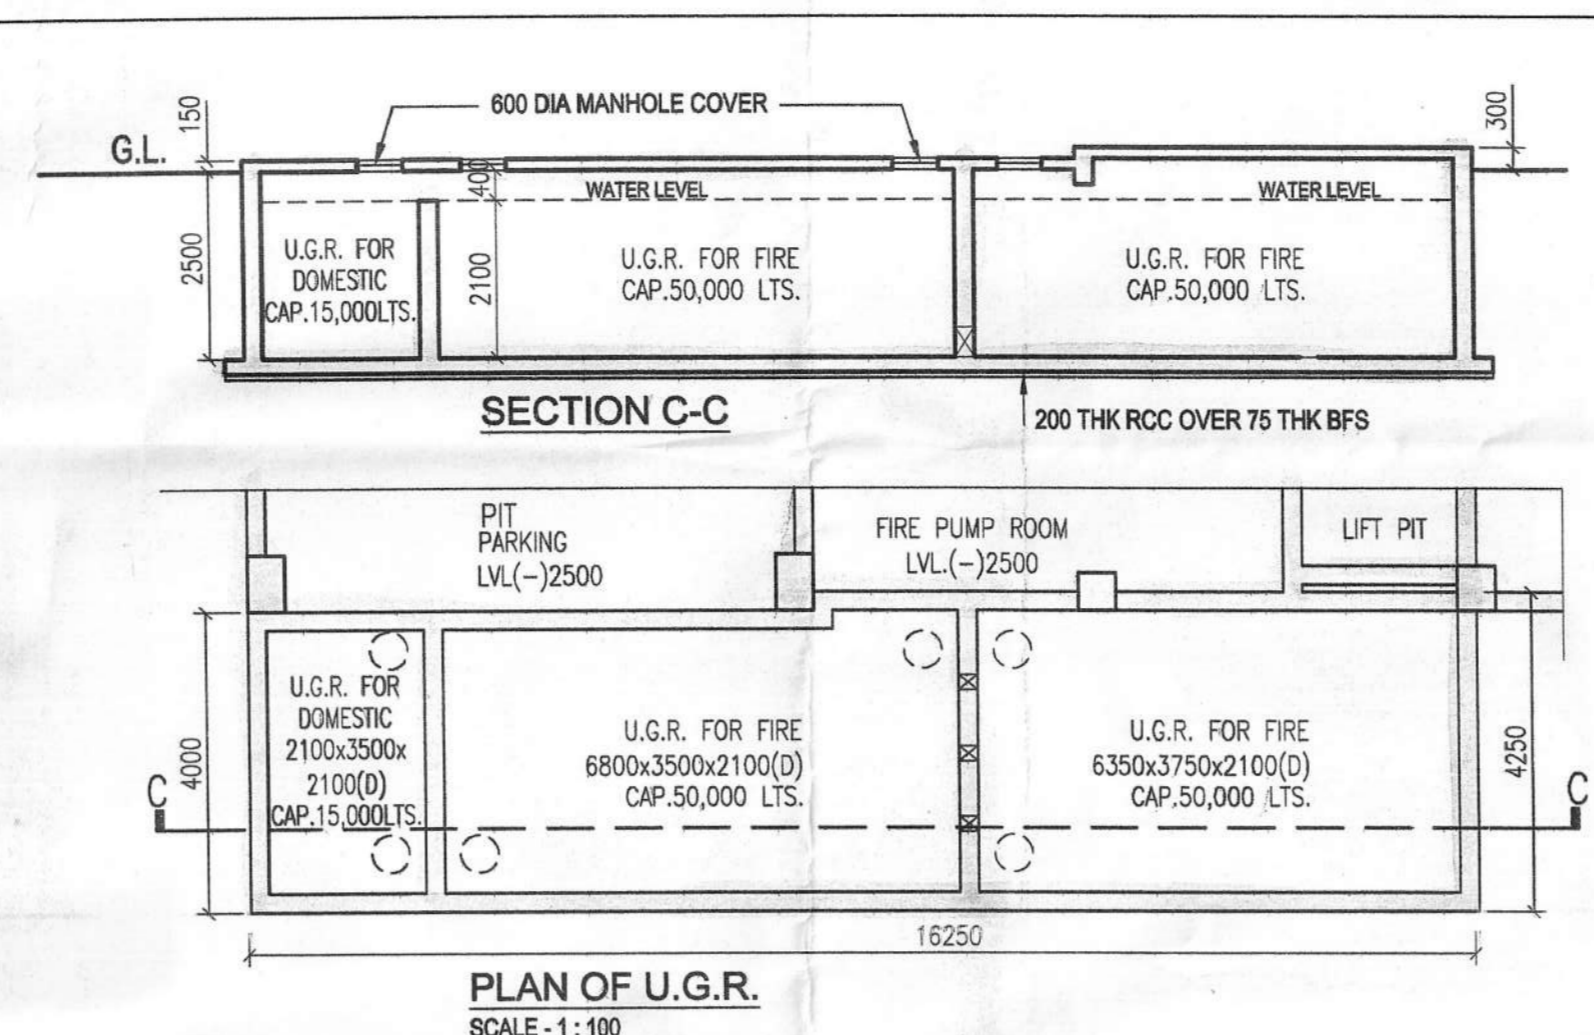 600 DIA MANHOLE COVER
150
300
G.L.
400
WATER LEVEL
WATER LEVEL
2500
U.G.R. FOR
DOMESTIC
CAP.15,000LTS.
2100
U.G.R. FOR FIRE
CAP.50,000 LTS.
U.G.R. FOR FIRE
CAP.50,000 LTS.
SECTION C-C
200 THK RCC OVER 75 THK BFS
PIT
PARKING
LVL(-)2500
FIRE PUMP ROOM
LVL.(-)2500
LIFT PIT
4000
U.G.R. FOR
DOMESTIC
2100x3500x
2100(D)
CAP.15,000LTS.
U.G.R. FOR FIRE
6800x3500x2100(D)
CAP.50,000 LTS.
U.G.R. FOR FIRE
6350x3750x2100(D)
CAP.50,000 LTS.
4250
C
C
16250
PLAN OF U.G.R.
SCALE - 1 : 100